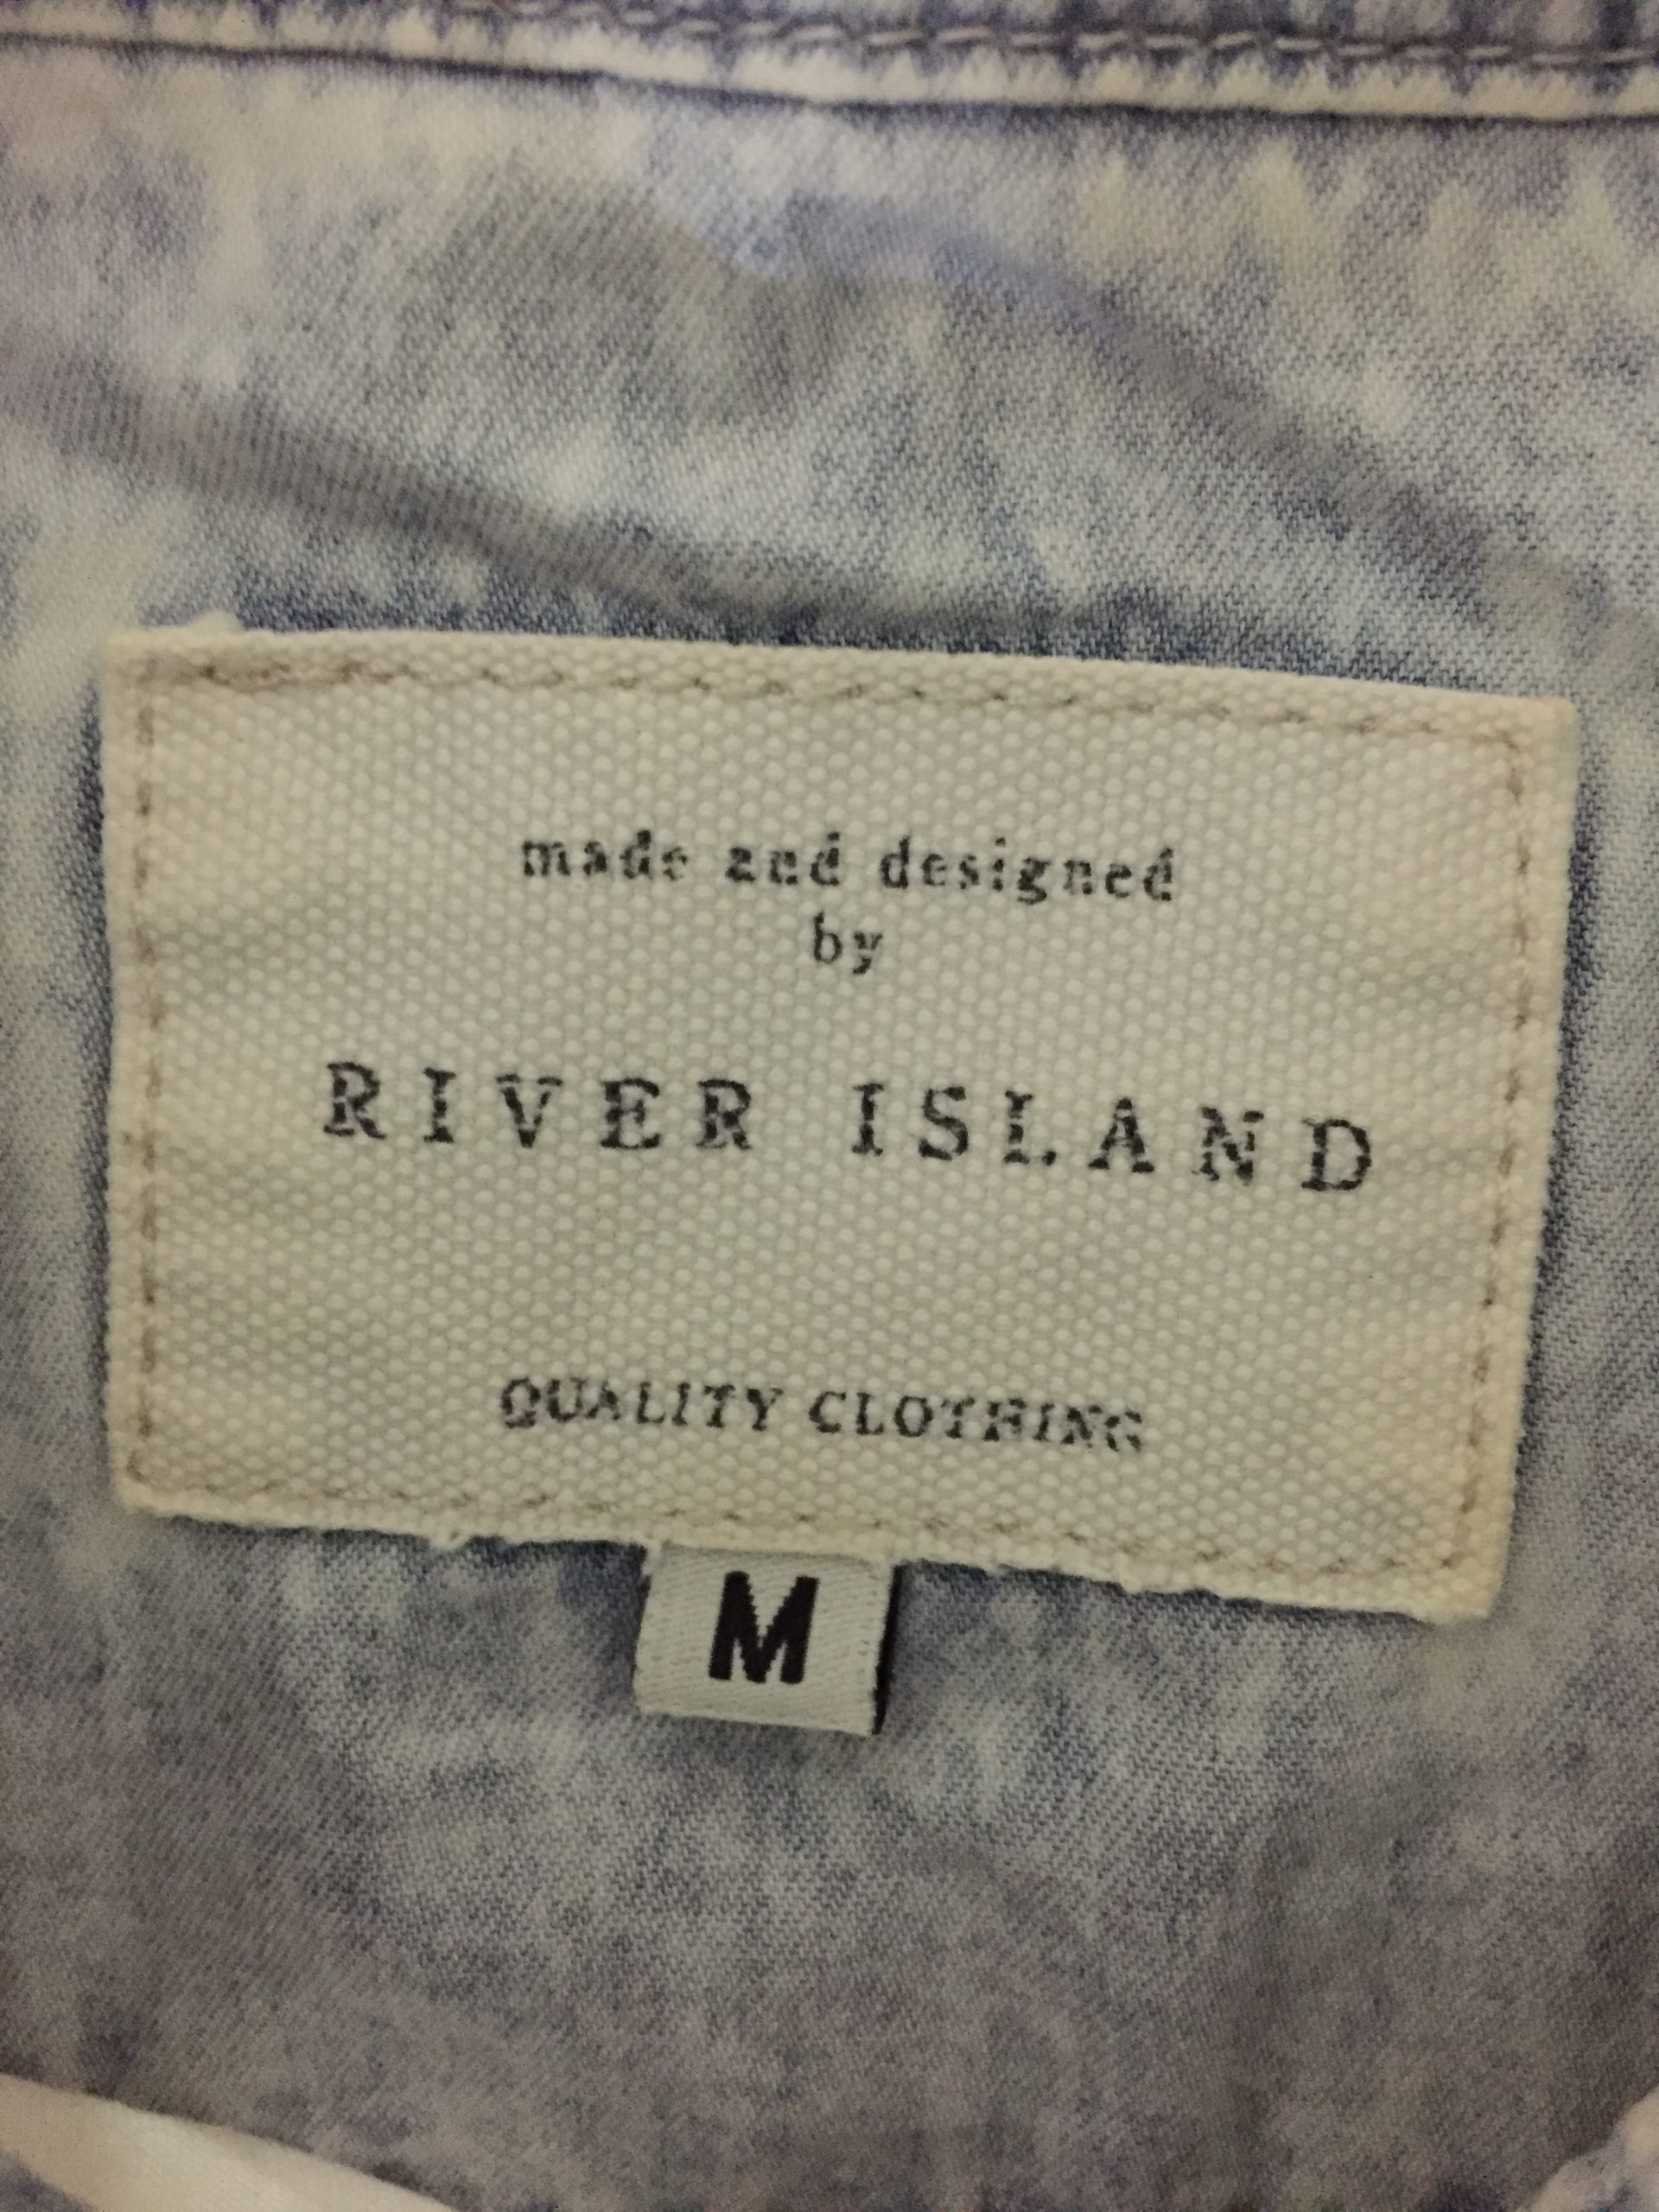 made and designed
by
RIVER ISLAND
QUALITY CLOTHING
M